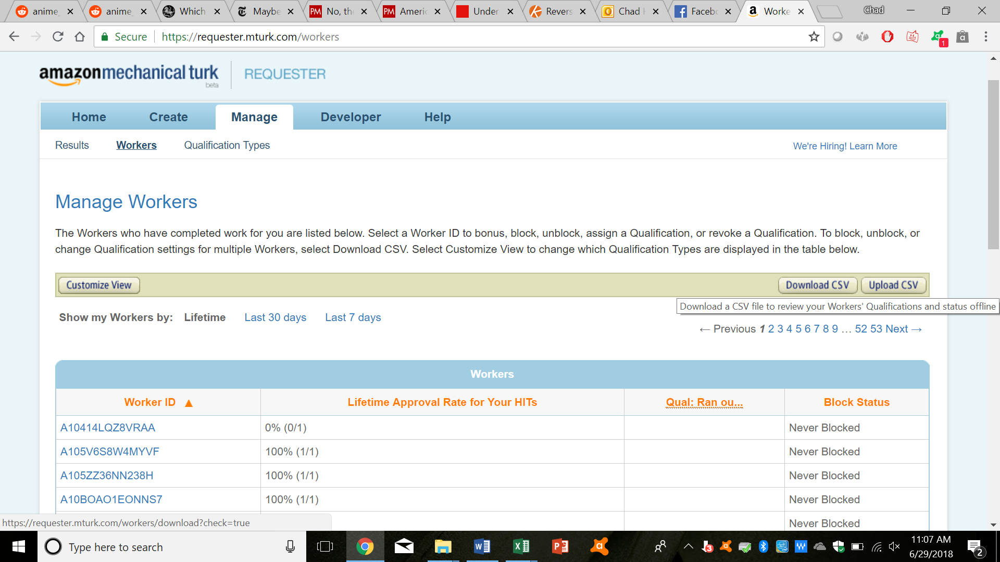 anime_
anime_
Which
Maybe
No, the
Americ
Under
Revers
Chad H
Facebo
Worke
Chad
Secure
https://requester.mturk.com/workers
1
amazonmechanical turk
beta
REQUESTER
Home
Create
Manage
Developer
Help
Results
Workers
Qualification Types
We're Hiring! Learn More
Manage Workers
The Workers who have completed work for you are listed below. Select a Worker ID to bonus, block, unblock, assign a Qualification, or revoke a Qualification. To block, unblock, or
change Qualification settings for multiple Workers, select Download CSV. Select Customize View to change which Qualification Types are displayed in the table below.
Customize View
Download CSV
Upload CSV
Download a CSV file to review your Workers' Qualifications and status offline
Show my Workers by: Lifetime Last 30 days Last 7 days
← Previous 1 2 3 4 5 6 7 8 9 … 52 53 Next →
Workers
Worker ID ▲ Lifetime Approval Rate for Your HITs Qual: Ran ou... Block Status
A10414LQZ8VRAA 0% (0/1) Never Blocked
A105V6S8W4MYVF 100% (1/1) Never Blocked
A105ZZ36NN238H 100% (1/1) Never Blocked
A10BOAO1EONNS7 100% (1/1) Never Blocked
Never Blocked
https://requester.mturk.com/workers/download?check=true
Type here to search
3
11:07 AM
6/29/2018
2